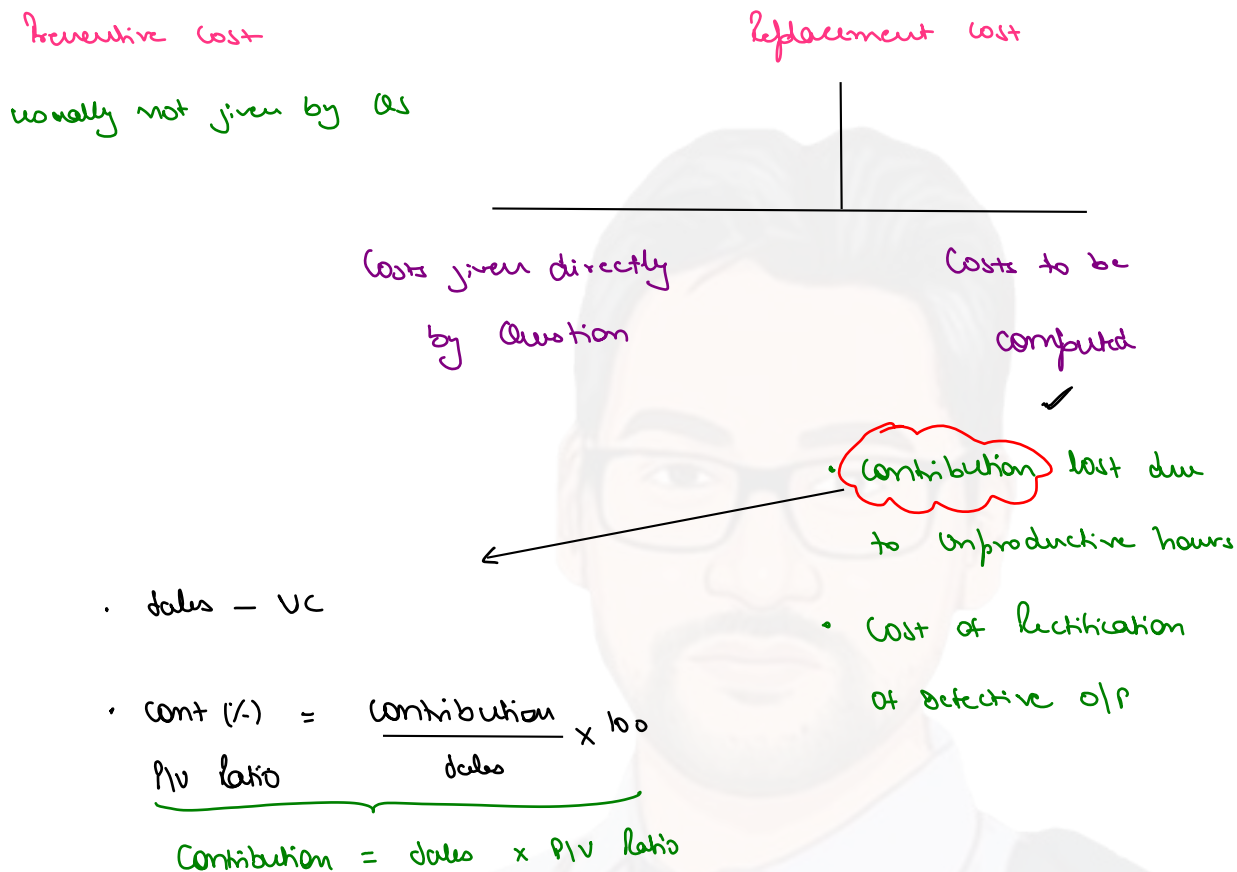 Preventive Cost
Replacement Cost
usually not given by Qs
Costs given directly
by Question
Costs to be
computed
• Contribution lost due
to Unproductive hours
• Cost of Rectification
of defective O/P
• Sales – VC
• Cont (%) = Contribution / Sales × 100
P/V Ratio
Contribution = Sales × P/V Ratio